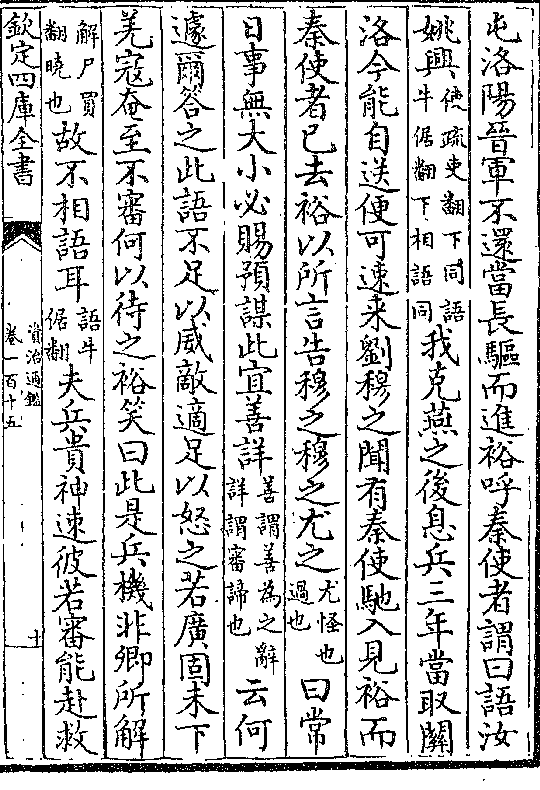 屯洛陽晉軍不還當長驅而進裕呼秦使者謂曰語汝
姚興使疏吏翻下同語牛倨翻下相語同我克燕之後息兵三年當取關
洛今能自送便可速來劉穆之聞有秦使馳入見裕而
秦使者已去裕以所言告穆之穆之尤之尤怪也過也曰常
日事無大小必賜預謀此宜善詳善謂善為之辭詳謂審諦也云何
遽爾答之此語不足以威敵適足以怒之若廣固未下
羌寇奄至不審何以待之裕笑曰此是兵機非卿所解
解尸買翻曉也故不相語耳語牛倨翻夫兵貴神速彼若審能赴救
欽定四庫全書
資治通鑑
卷一百十五
十